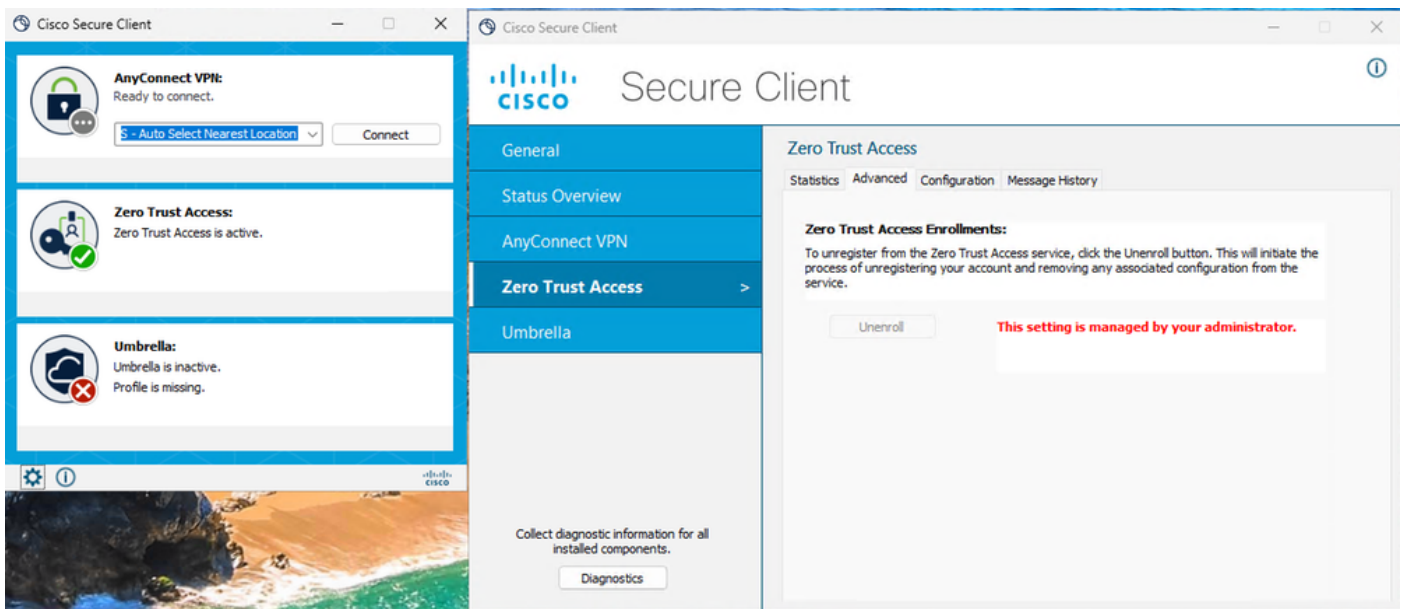 Cisco Secure Client
AnyConnect VPN:
Ready to connect.
S - Auto Select Nearest Location
Connect
Zero Trust Access:
Zero Trust Access is active.
Umbrella:
Umbrella is inactive.
Profile is missing.
cisco
Cisco Secure Client
cisco
Secure Client
General
Status Overview
AnyConnect VPN
Zero Trust Access >
Umbrella
Collect diagnostic information for all
installed components.
Diagnostics
Zero Trust Access
Statistics Advanced Configuration Message History
Zero Trust Access Enrollments:
To unregister from the Zero Trust Access service, click the Unenroll button. This will initiate the
process of unregistering your account and removing any associated configuration from the
service.
Unenroll
This setting is managed by your administrator.